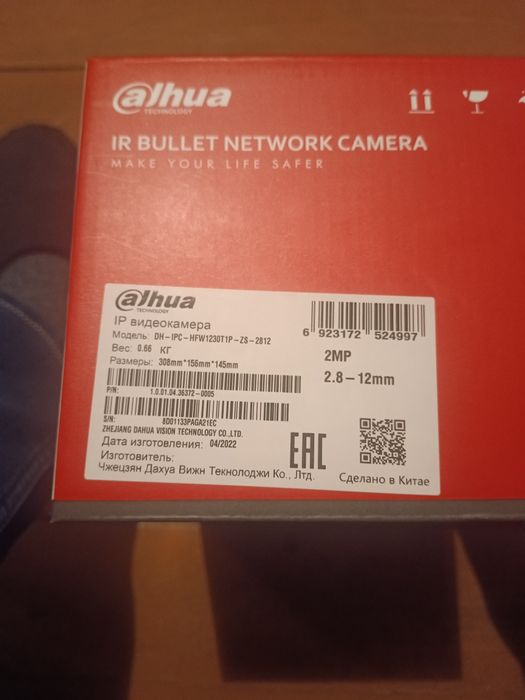 alhua
TECHNOLOGY
IR BULLET NETWORK CAMERA
MAKE YOUR LIFE SAFER
alhua
TECHNOLOGY
IP видеокамера
Модель: DH-IPC-HFW1230T1P-ZS-2812
Вес: 0.66 КГ
Размеры: 308mm*156mm*145mm
6 923172 524997
2MP
2.8-12mm
P/N: 1.0.01.04.36372-0005
S/N: 8D01133PAGA21EC
ZHEJIANG DAHUA VISION TECHNOLOGY CO.,LTD.
Дата изготовления: 04/2022
Изготовитель:
Чжецзян Дахуа Вижн Текнолоджи Ко., Лтд.
EAC
Сделано в Китае